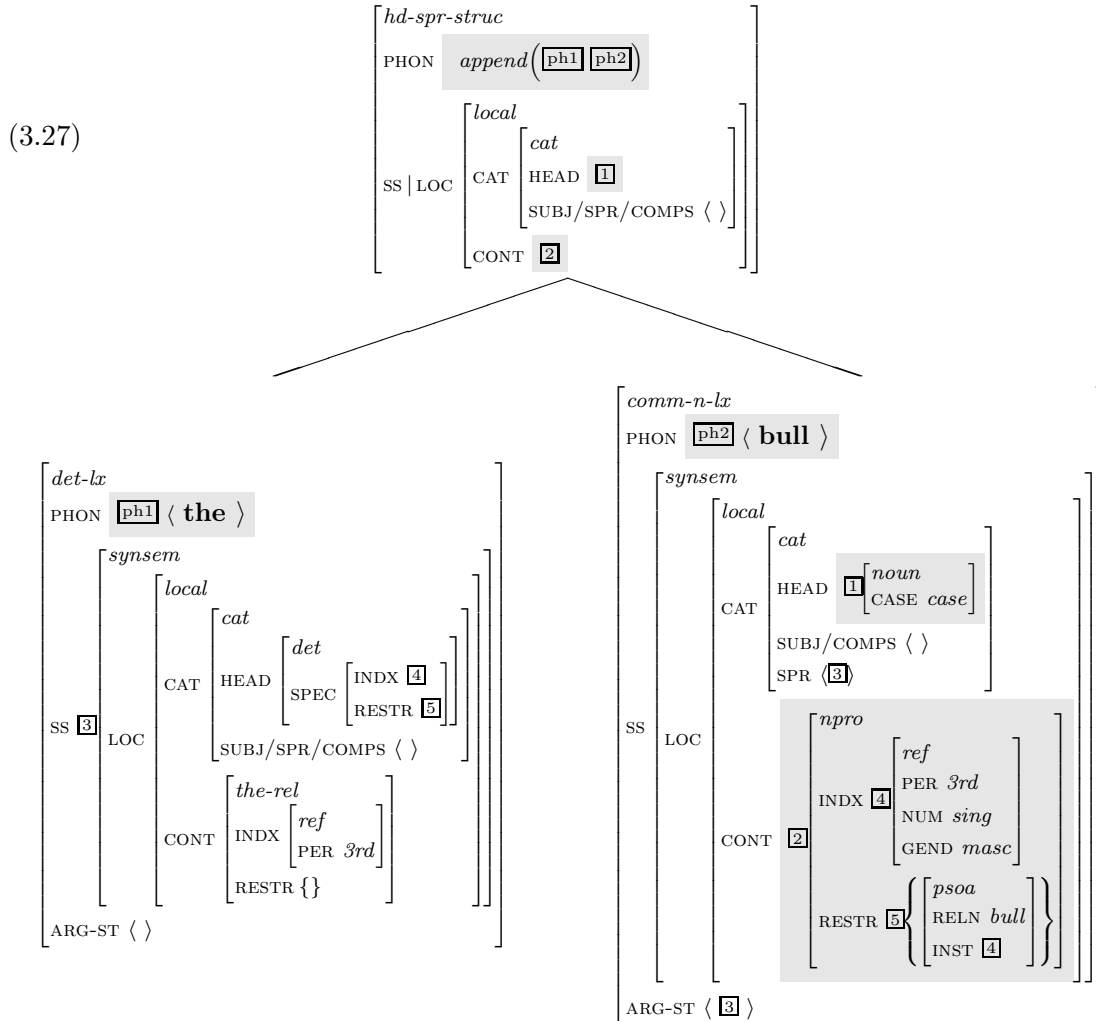 hd-spr-struc
PHON append([ph1] [ph2])
(3.27)
local
cat
SS | LOC CAT HEAD [1]
SUBJ/SPR/COMPS ⟨ ⟩
CONT [2]
det-lx
PHON [ph1] ⟨ the ⟩
synsem
local
cat
det
CAT HEAD SPEC INDX [4]
RESTR [5]
SS [3] LOC SUBJ/SPR/COMPS ⟨ ⟩
the-rel
CONT INDX ref
PER 3rd
RESTR {}
ARG-ST ⟨ ⟩
comm-n-lx
PHON [ph2] ⟨ bull ⟩
synsem
local
cat
CAT HEAD [1] noun
CASE case
SUBJ/COMPS ⟨ ⟩
SPR ⟨[3]⟩
SS LOC
npro
ref
INDX [4] PER 3rd
NUM sing
CONT [2] GEND masc
psoa
RESTR [5] RELN bull
INST [4]
ARG-ST ⟨ [3] ⟩